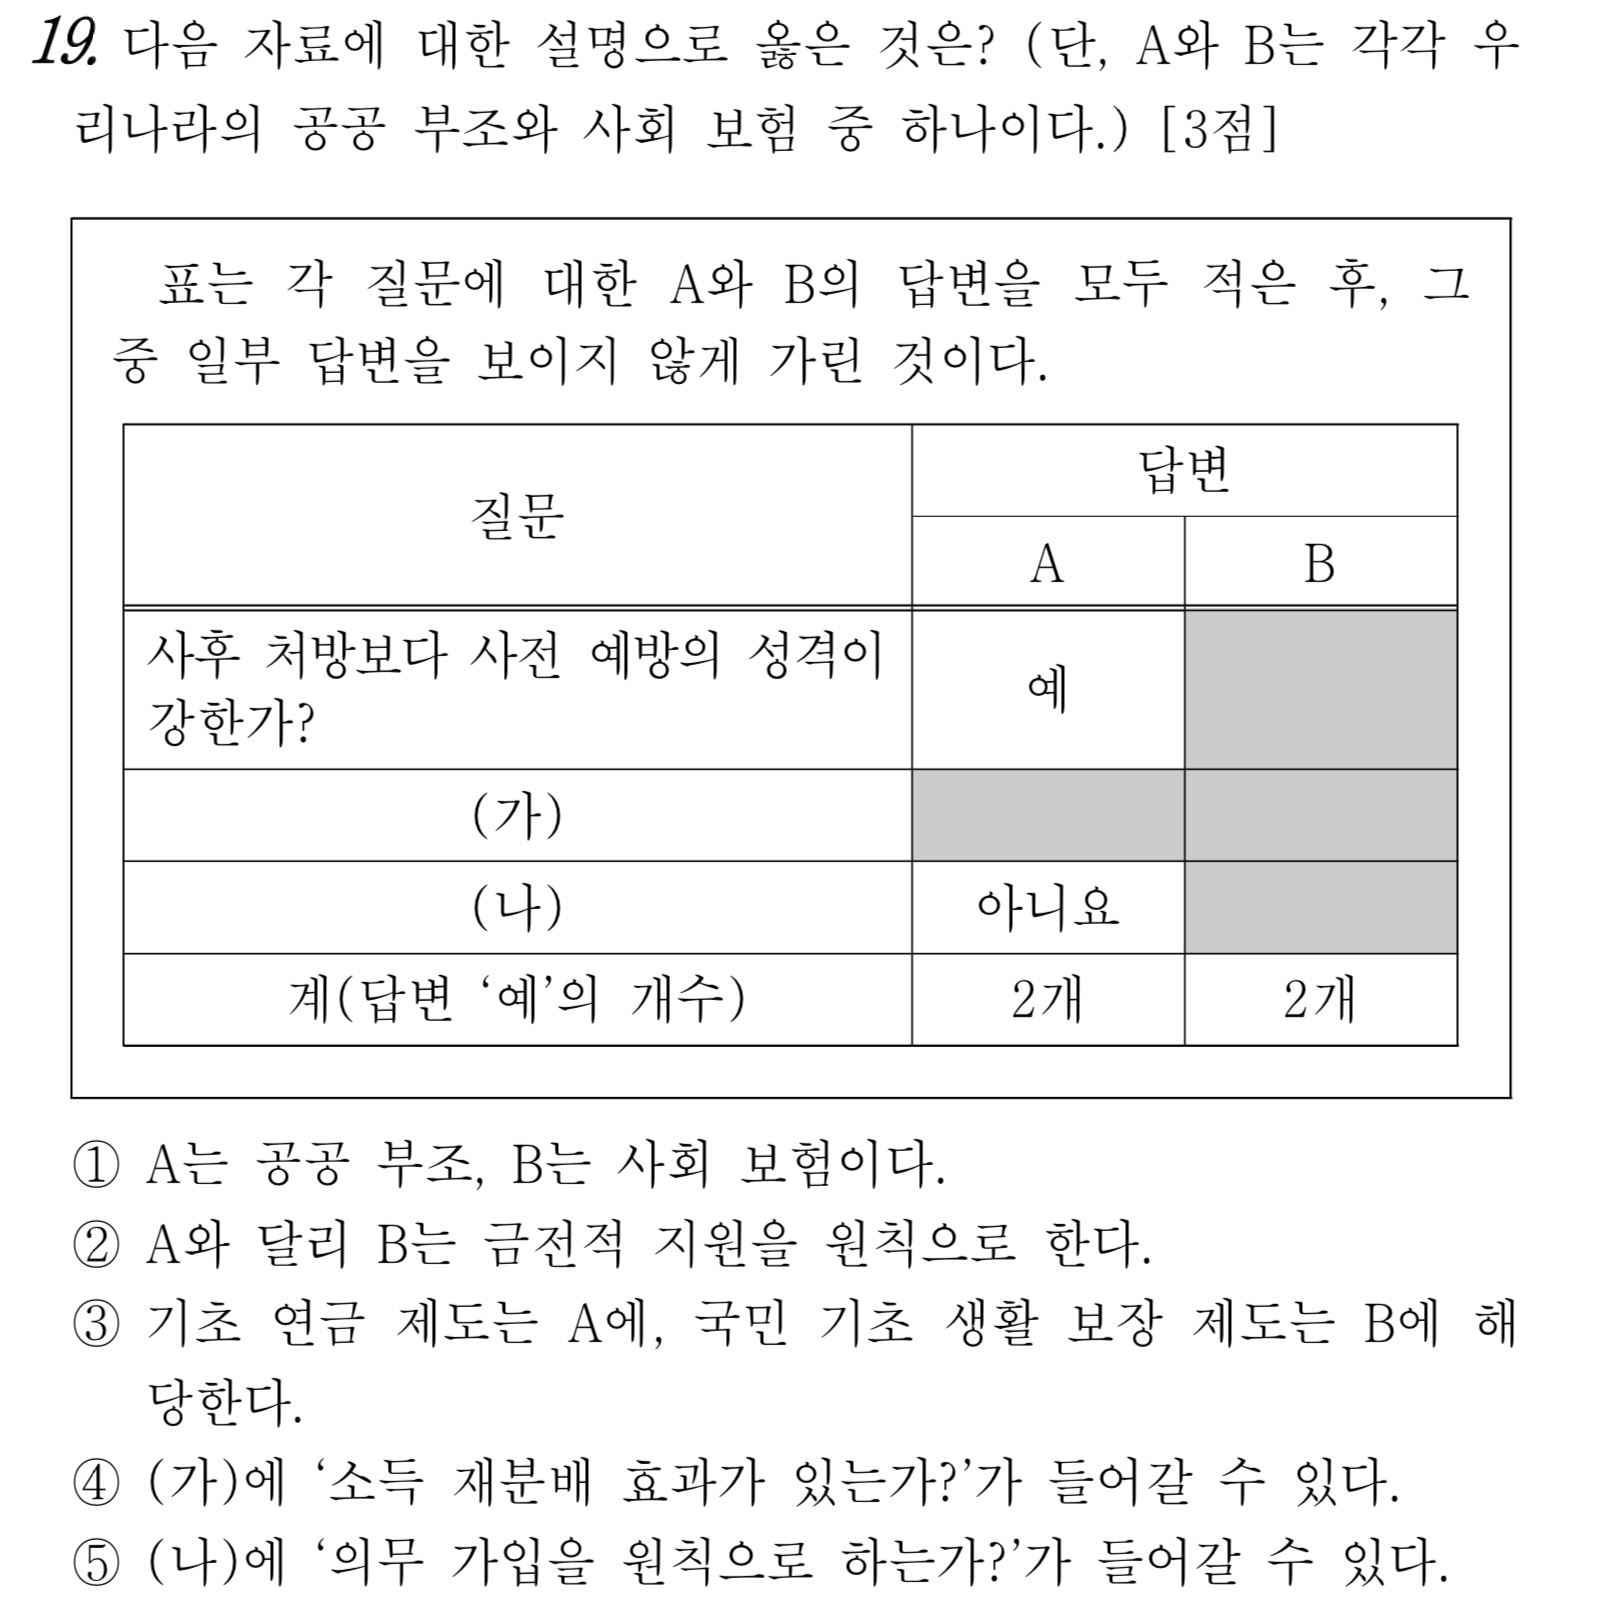 19. 다음 자료에 대한 설명으로 옳은 것은? (단, A와 B는 각각 우
리나라의 공공 부조와 사회 보험 중 하나이다.) [3점]
표는 각 질문에 대한 A와 B의 답변을 모두 적은 후, 그
중 일부 답변을 보이지 않게 가린 것이다.
질문
답변
A B
사후 처방보다 사전 예방의 성격이
강한가?
예
(가)
(나) 아니요
계(답변 ‘예’의 개수) 2개 2개
① A는 공공 부조, B는 사회 보험이다.
② A와 달리 B는 금전적 지원을 원칙으로 한다.
③ 기초 연금 제도는 A에, 국민 기초 생활 보장 제도는 B에 해
당한다.
④ (가)에 ‘소득 재분배 효과가 있는가?’가 들어갈 수 있다.
⑤ (나)에 ‘의무 가입을 원칙으로 하는가?’가 들어갈 수 있다.